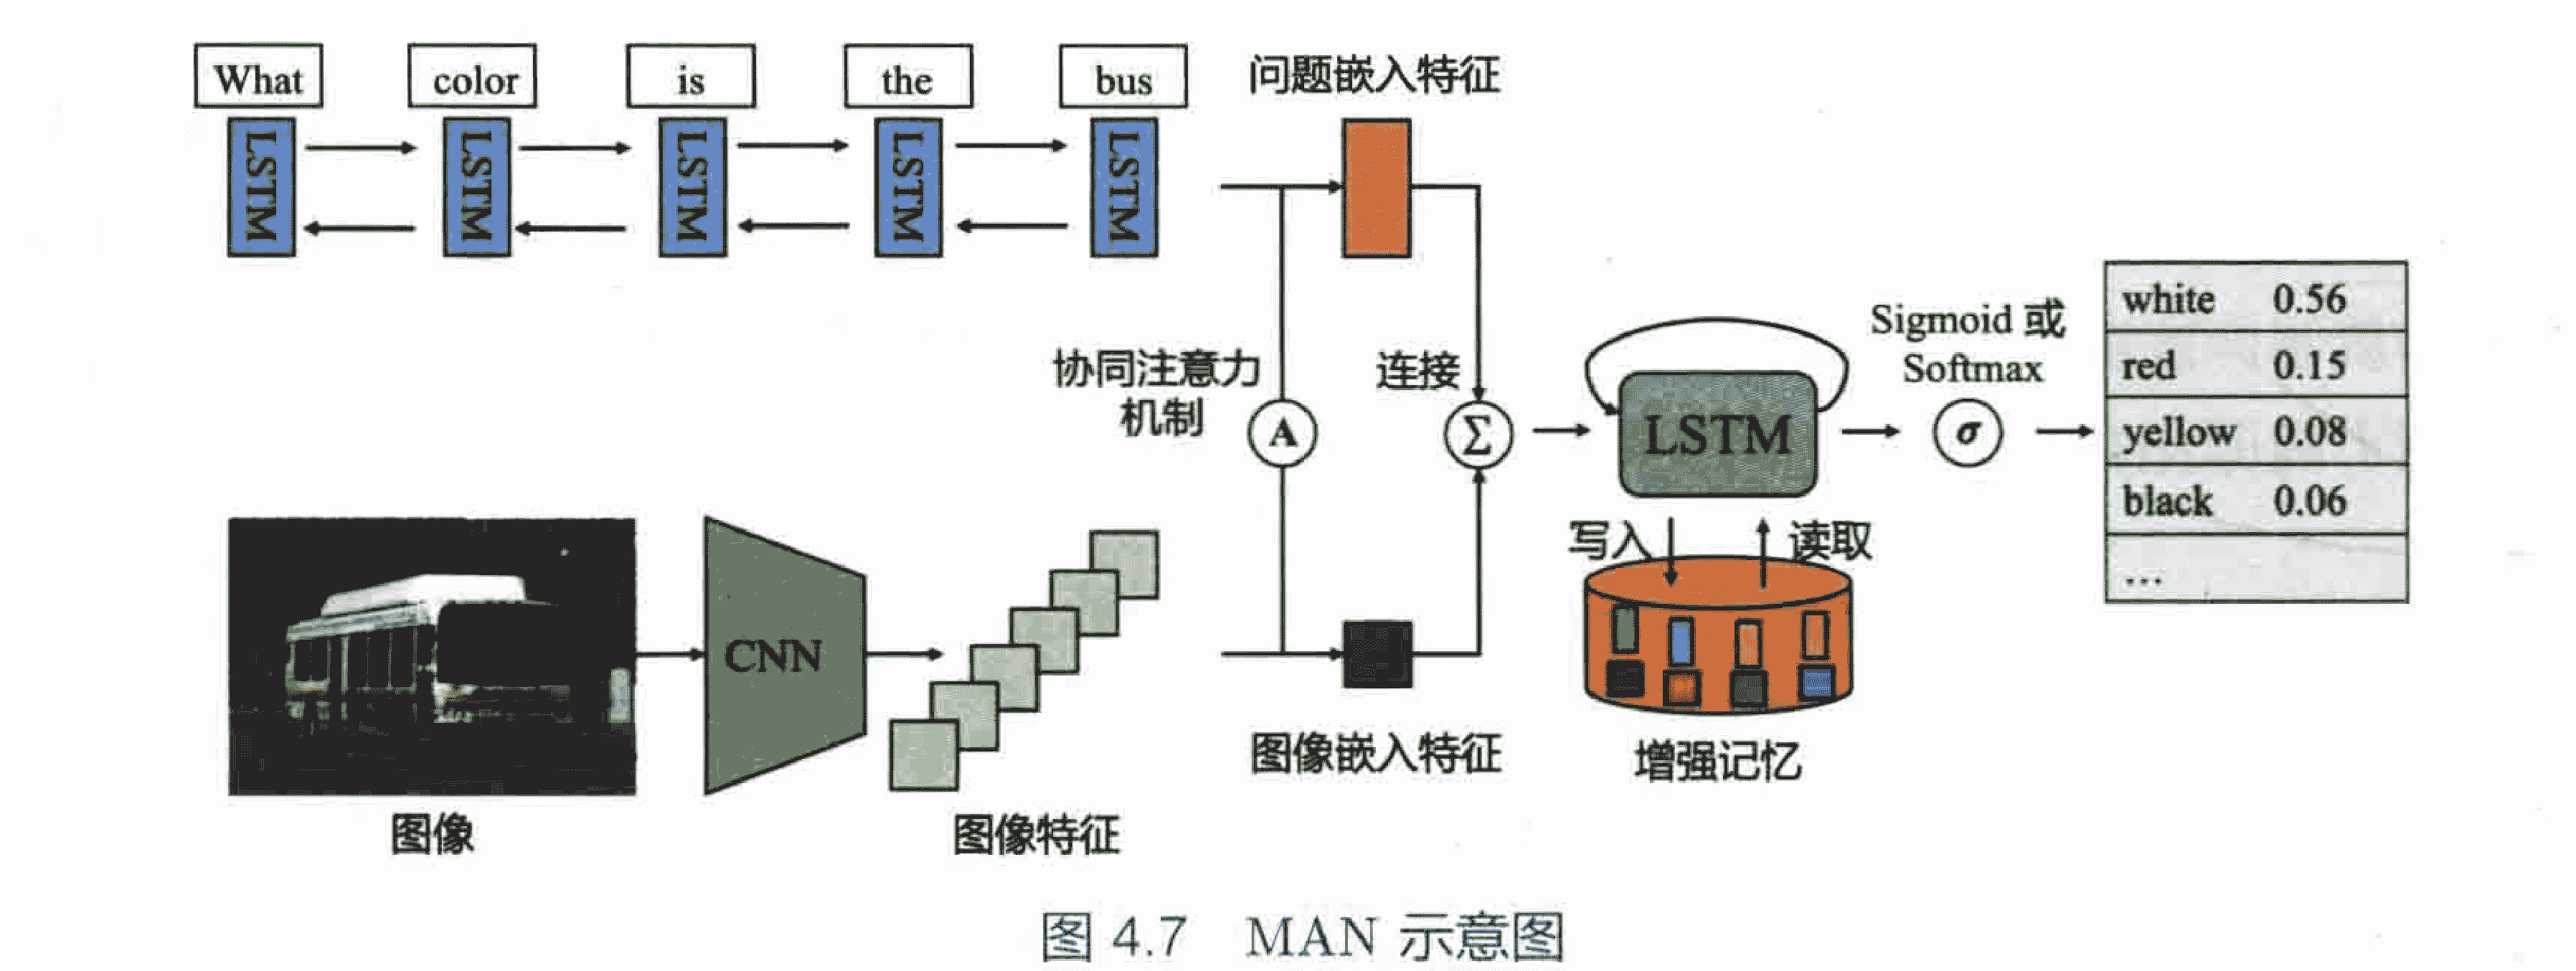 What color is the bus
LSTM LSTM LSTM LSTM LSTM
问题嵌入特征
协同注意力
机制
A
连接
Σ
LSTM
Sigmoid 或
Softmax
σ
white 0.56
red 0.15
yellow 0.08
black 0.06
...
写入
读取
CNN
图像
图像特征
图像嵌入特征
增强记忆
图 4.7 MAN 示意图